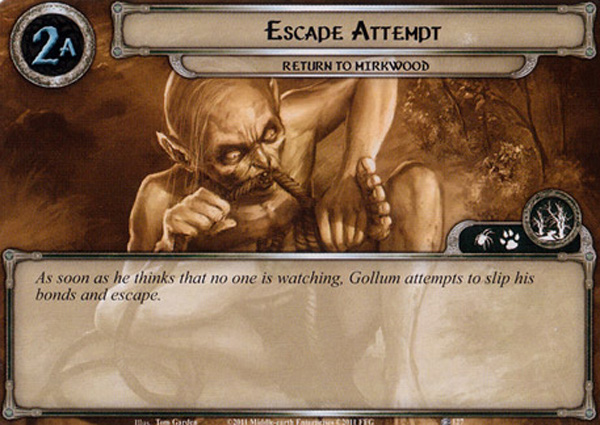 2A
ESCAPE ATTEMPT
RETURN TO MIRKWOOD
As soon as he thinks that no one is watching, Gollum attempts to slip his
bonds and escape.
Illus. Tom Garden ©2011 Middle-earth Enterprises ©2011 FFG 127